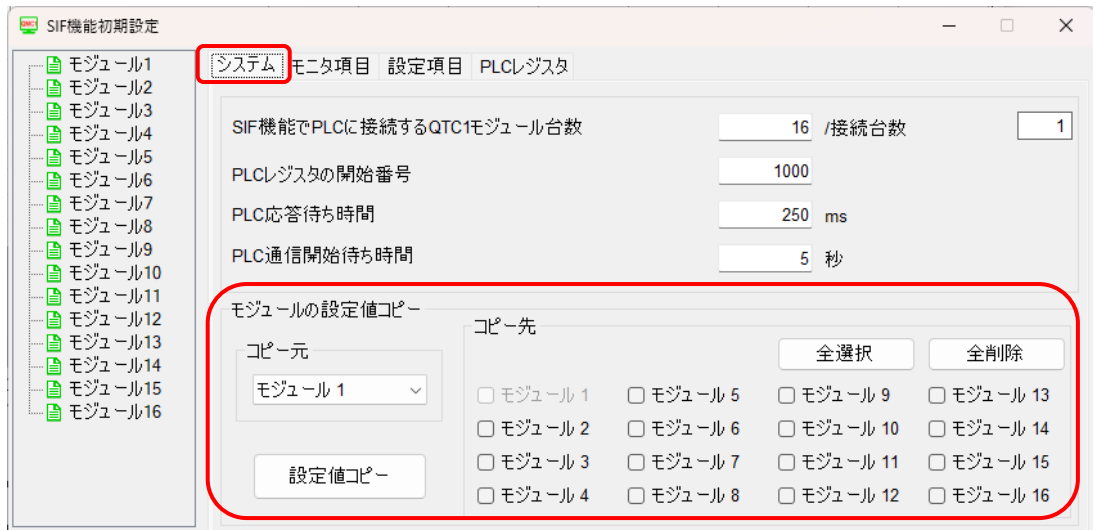 SIF機能初期設定
モジュール1
モジュール2
モジュール3
モジュール4
モジュール5
モジュール6
モジュール7
モジュール8
モジュール9
モジュール10
モジュール11
モジュール12
モジュール13
モジュール14
モジュール15
モジュール16
システム モニタ項目 設定項目 PLCレジスタ
SIF機能でPLCに接続するQTC1モジュール台数 16 /接続台数 1
PLCレジスタの開始番号 1000
PLC応答待ち時間 250 ms
PLC通信開始待ち時間 5 秒
モジュールの設定値コピー
コピー元
モジュール 1
設定値コピー
コピー先
全選択 全削除
モジュール 1 モジュール 5 モジュール 9 モジュール 13
モジュール 2 モジュール 6 モジュール 10 モジュール 14
モジュール 3 モジュール 7 モジュール 11 モジュール 15
モジュール 4 モジュール 8 モジュール 12 モジュール 16